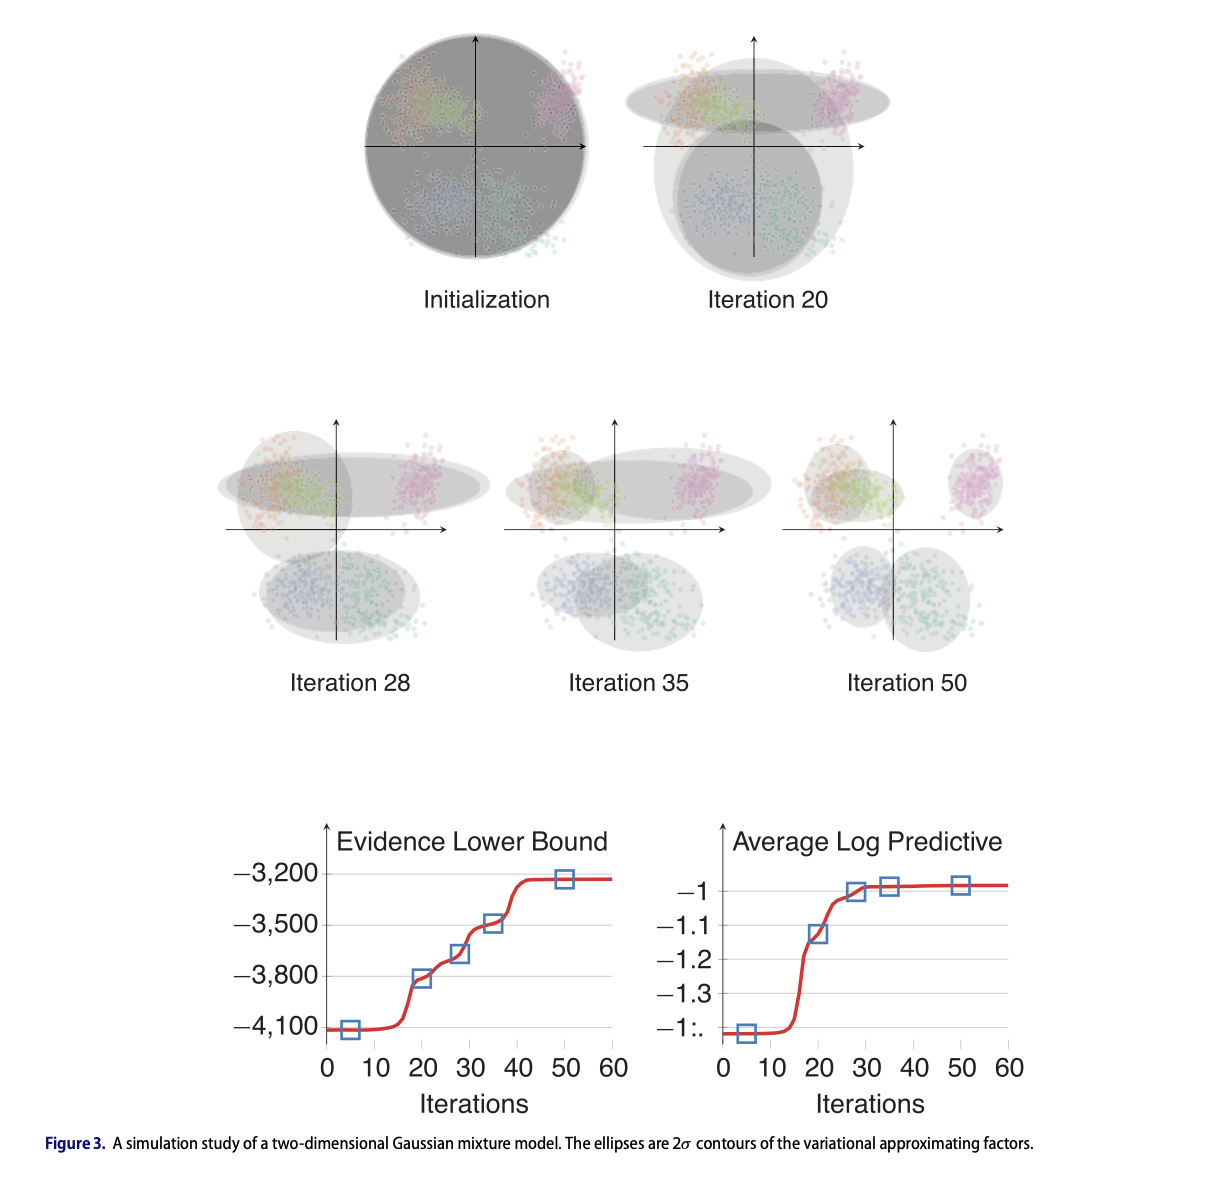 Initialization
Iteration 20
Iteration 28
Iteration 35
Iteration 50
Evidence Lower Bound
−3,200
−3,500
−3,800
−4,100
0 10 20 30 40 50 60
Iterations
Average Log Predictive
−1
−1.1
−1.2
−1.3
−1:.
0 10 20 30 40 50 60
Iterations
Figure 3. A simulation study of a two-dimensional Gaussian mixture model. The ellipses are 2σ contours of the variational approximating factors.